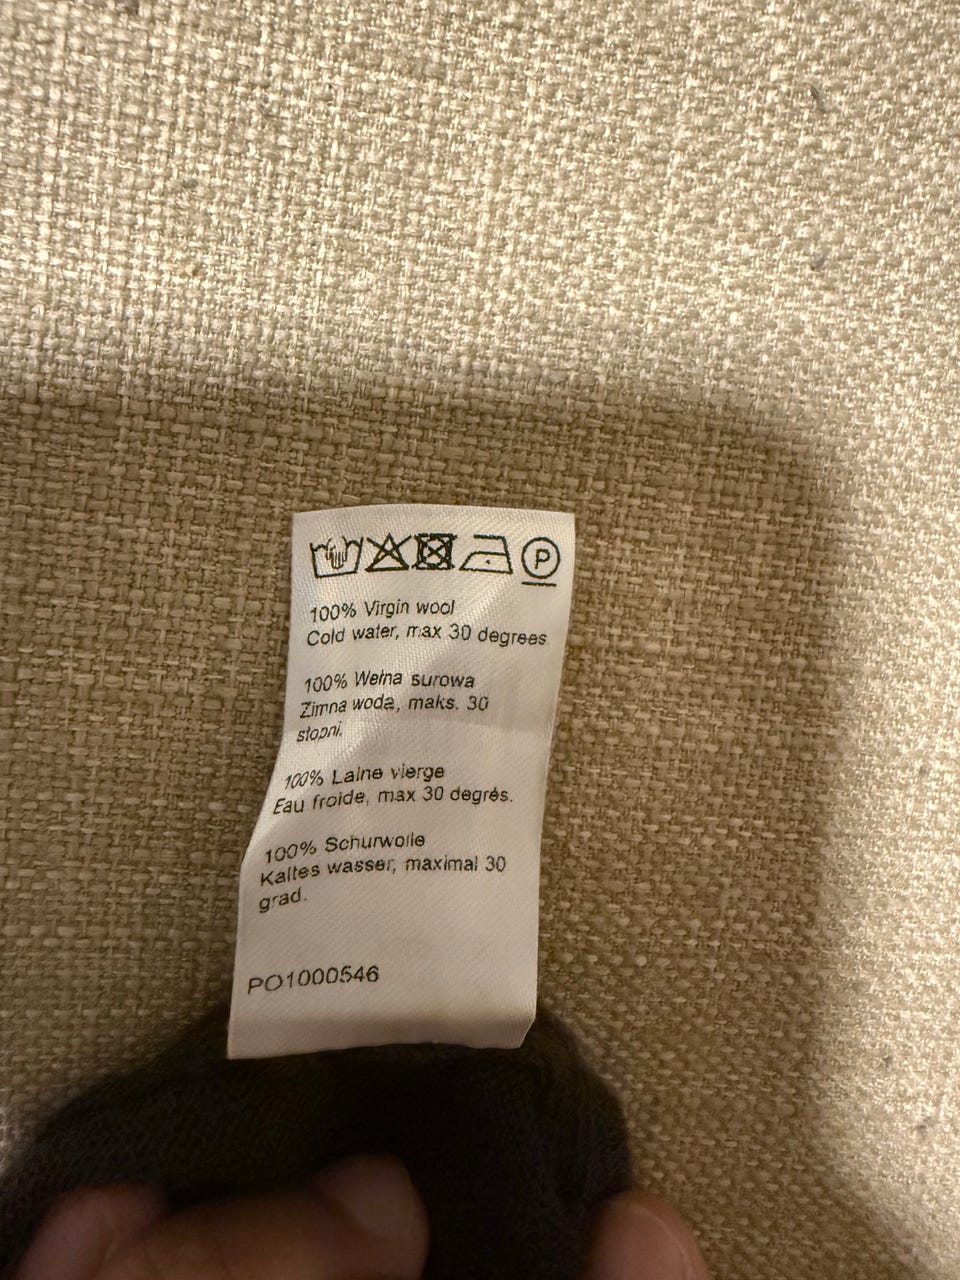 P
100% Virgin wool
Cold water, max 30 degrees.
100% Wełna surowa
Zimna woda, maks. 30
stopni.
100% Laine vierge
Eau froide, max 30 degrés.
100% Schurwolle
Kaltes wasser, maximal 30
grad.
PO1000546